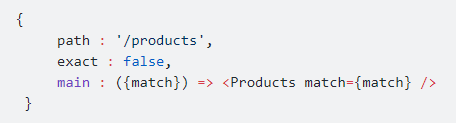 {
path : '/products',
exact : false,
main : ({match}) => <Products match={match} />
}